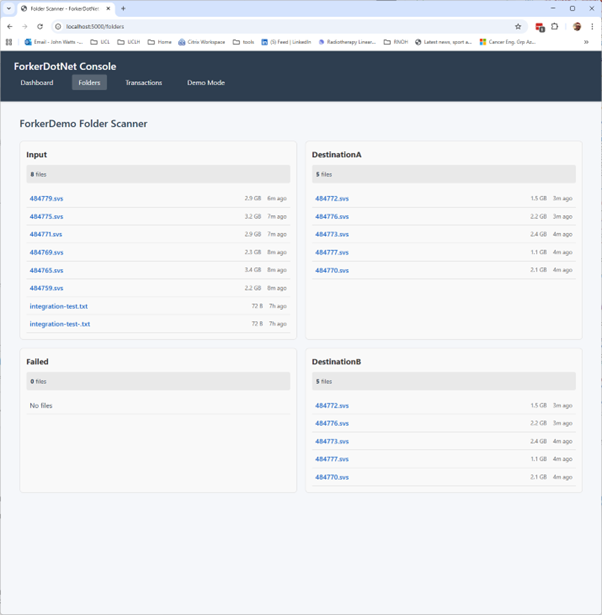 Folder Scanner - ForkerDotNet
localhost:5000/folders
Email - John Watts -...
UCL
UCLH
Home
Citrix Workspace
tools
(5) Feed | LinkedIn
Radiotherapy Linear...
RNOH
Latest news, sport a...
Cancer Eng. Grp As...
ForkerDotNet Console
Dashboard Folders Transactions Demo Mode
ForkerDemo Folder Scanner
Input
8 files
484779.svs 2.9 GB 6m ago
484775.svs 3.2 GB 7m ago
484771.svs 2.9 GB 7m ago
484769.svs 2.3 GB 8m ago
484765.svs 3.4 GB 8m ago
484759.svs 2.2 GB 8m ago
integration-test.txt 72 B 7h ago
integration-test-.txt 72 B 7h ago
DestinationA
5 files
484772.svs 1.5 GB 3m ago
484776.svs 2.2 GB 3m ago
484773.svs 2.4 GB 4m ago
484777.svs 1.1 GB 4m ago
484770.svs 2.1 GB 4m ago
Failed
0 files
No files
DestinationB
5 files
484772.svs 1.5 GB 3m ago
484776.svs 2.2 GB 3m ago
484773.svs 2.4 GB 4m ago
484777.svs 1.1 GB 4m ago
484770.svs 2.1 GB 4m ago